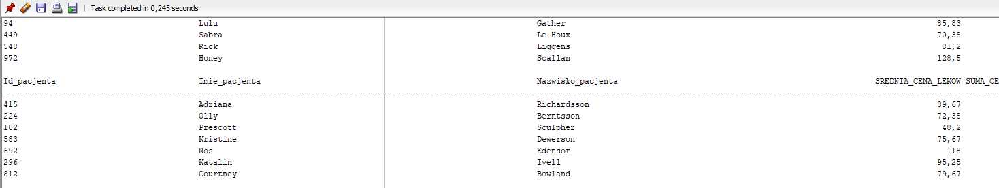 Task completed in 0,245 seconds
94 Lulu Gather 85,83
449 Sabra Le Houx 70,38
548 Rick Liggens 81,2
972 Honey Scallan 128,5
Id_pacjenta Imie_pacjenta Nazwisko_pacjenta SREDNIA_CENA_LEKOW SUMA_CE
415 Adriana Richardsson 89,67
224 Olly Berntsson 72,38
102 Prescott Sculpher 48,2
583 Kristine Dewerson 75,67
692 Ros Edensor 118
296 Katalin Ivell 95,25
812 Courtney Bowland 79,67